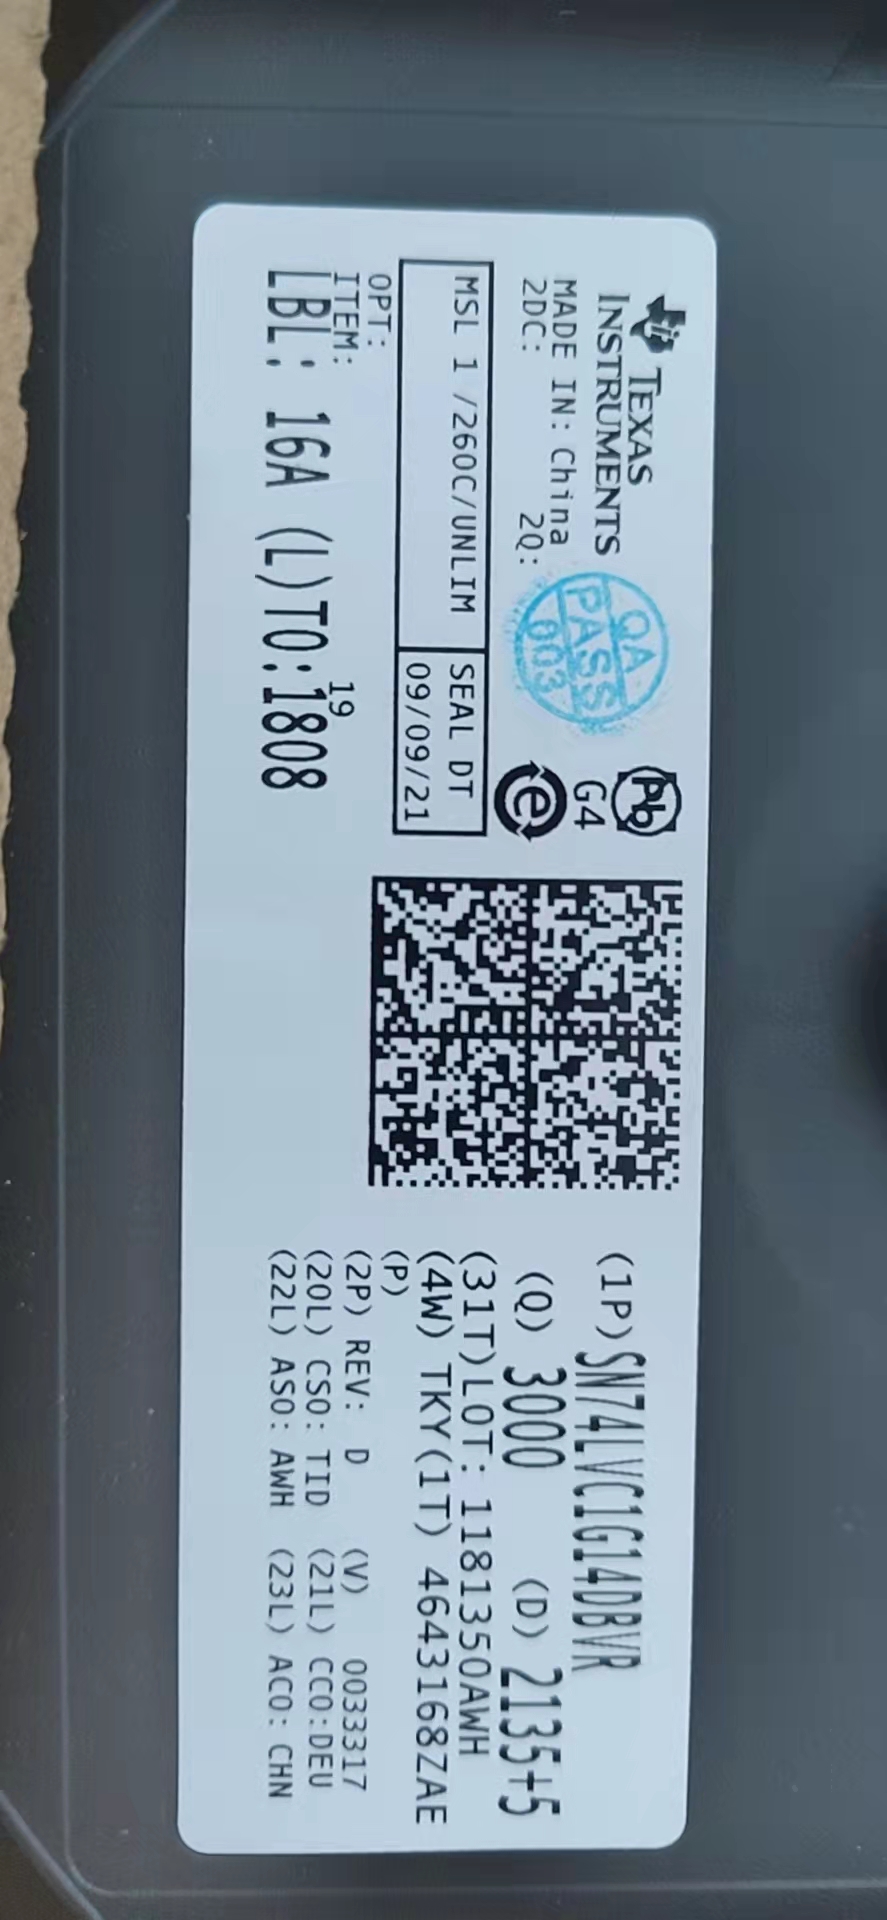 TEXAS
INSTRUMENTS
MADE IN: China
2DC: 2Q:
QA
PASS
003
Pb
G4
e
MSL 1 /260C/UNLIM
SEAL DT
09/09/21
OPT:
ITEM:
19
LBL: 16A (L)TO:1808
(1P)SN74LVC1G14DBVR
(Q) 3000 (D) 2135+5
(31T)LOT: 1181350AWH
(4W) TKY(1T) 4643168ZAE
(P)
(2P) REV: D (V) 0033317
(20L) CSO: TID (21L) CCO:DEU
(22L) ASO: AWH (23L) ACO: CHN